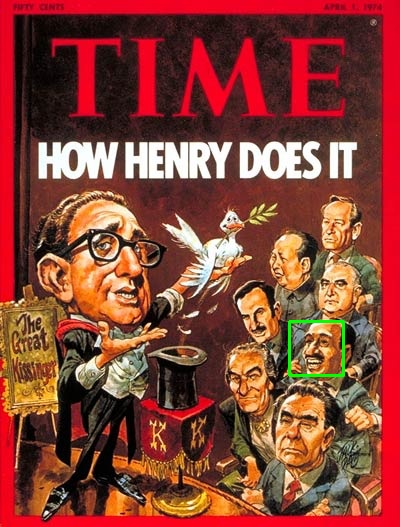 FIFTY CENTS
APRIL 1, 1974
TIME
HOW HENRY DOES IT
The
Great
Kissinger
K K